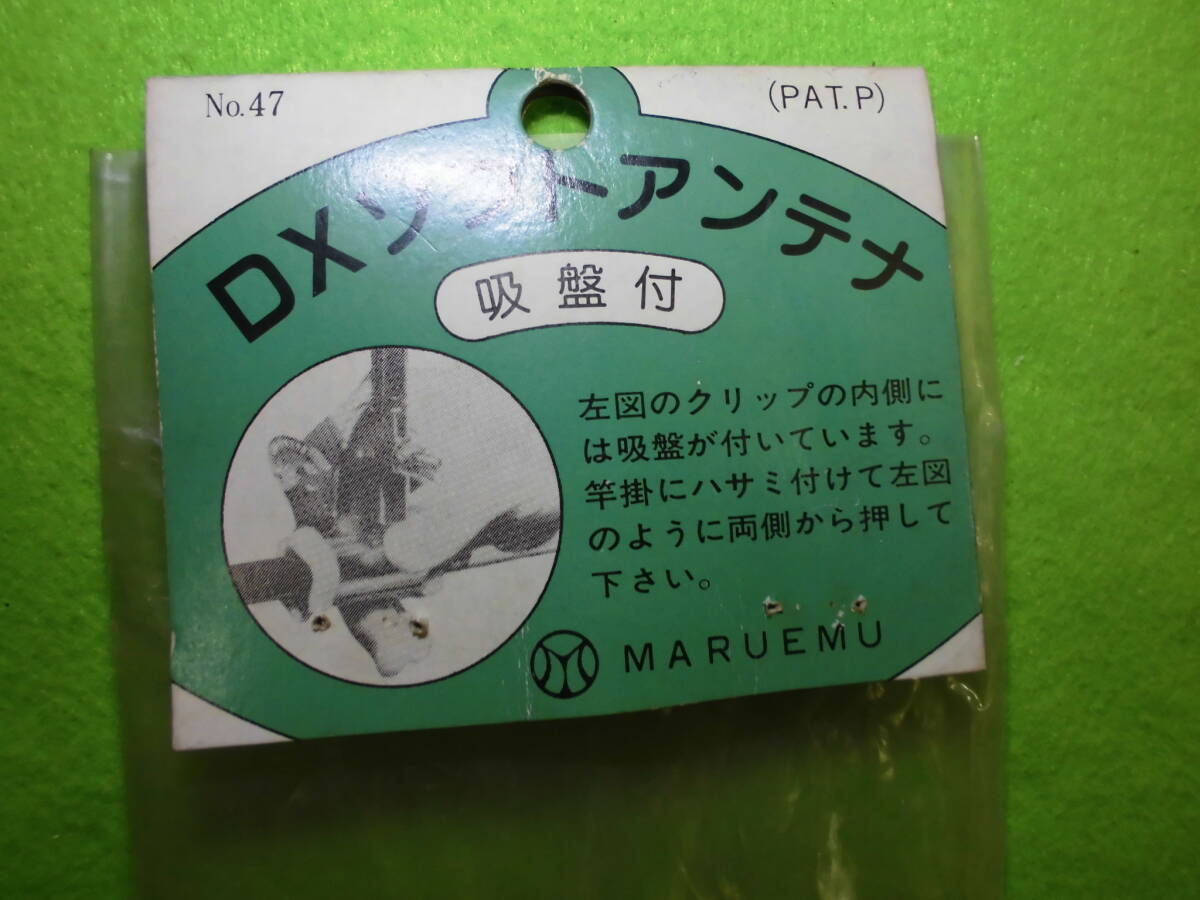 No.47
(PAT.P)
DXソフトアンテナ
吸盤付
左図のクリップの内側に
は吸盤が付いています。
竿掛にハサミ付けて左図
のように両側から押して
下さい。
MARUEMU